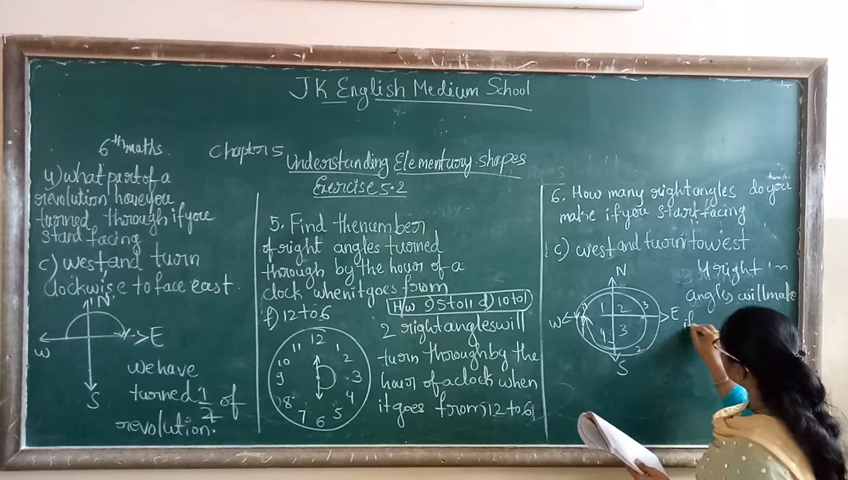 JK English Medium School
6th maths
Chapter 5
Understanding Elementary shapes
Exercise 5.2
4) what part of a
revolution have you
turned through if you
stard facing
c) west and turn
clockwise to face east.
N
W E
S
we have
turned 1/2 of
revolution.
5. Find the number
of right angles turned
through by the hour of a
clock when it goes from
H/W c) 5 to 11 d) 10 to 1
f) 12 to 6
12
11 1
10 2
9 3
8 4
7 5
6
2 right angles will
turn through by the
hour of a clock when
it goes from 12 to 6
6. How many right angles do you
make if you start facing
c) west and turn to west
N
W E
S
2 3
3
4 2
4 right
angles will make
if